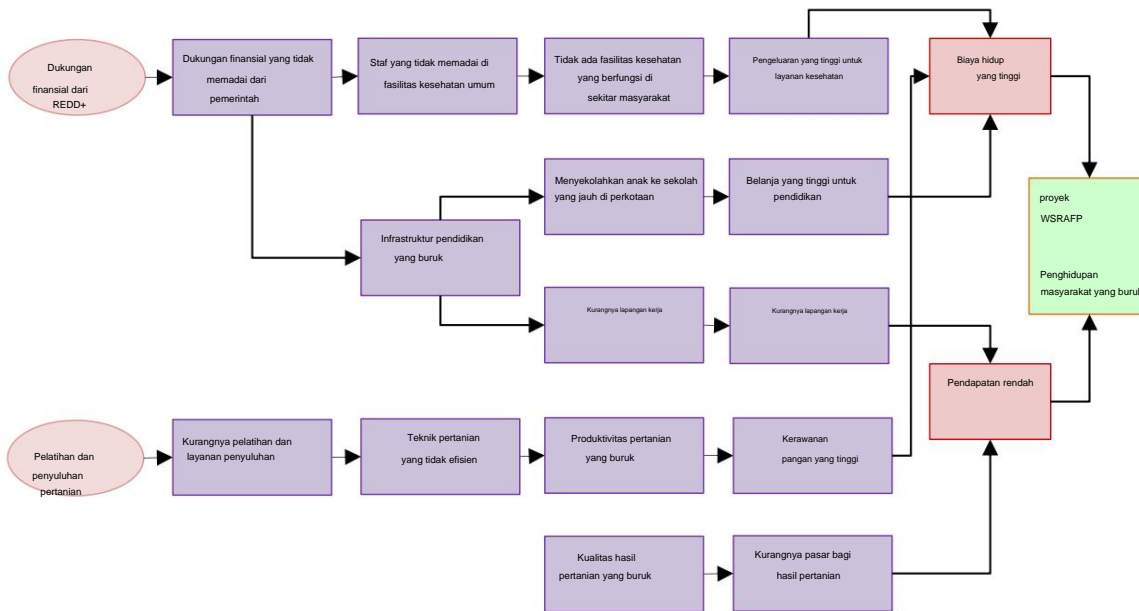 Dukungan
finansial dari
REDD+
Dukungan finansial yang tidak
memadai dari
pemerintah
Staf yang tidak memadai di
fasilitas kesehatan umum
Tidak ada fasilitas kesehatan
yang berfungsi di
sekitar masyarakat
Pengeluaran yang tinggi untuk
layanan kesehatan
Biaya hidup
yang tinggi
Menyekolahkan anak ke sekolah
yang jauh di perkotaan
Belanja yang tinggi untuk
pendidikan
proyek
WSRAFP
Penghidupan
masyarakat yang buruk
Infrastruktur pendidikan
yang buruk
Kurangnya lapangan kerja
Kurangnya lapangan kerja
Pendapatan rendah
Pelatihan dan
penyuluhan
pertanian
Kurangnya pelatihan dan
layanan penyuluhan
Teknik pertanian
yang tidak efisien
Produktivitas pertanian
yang buruk
Kerawanan
pangan yang tinggi
Kualitas hasil
pertanian yang buruk
Kurangnya pasar bagi
hasil pertanian